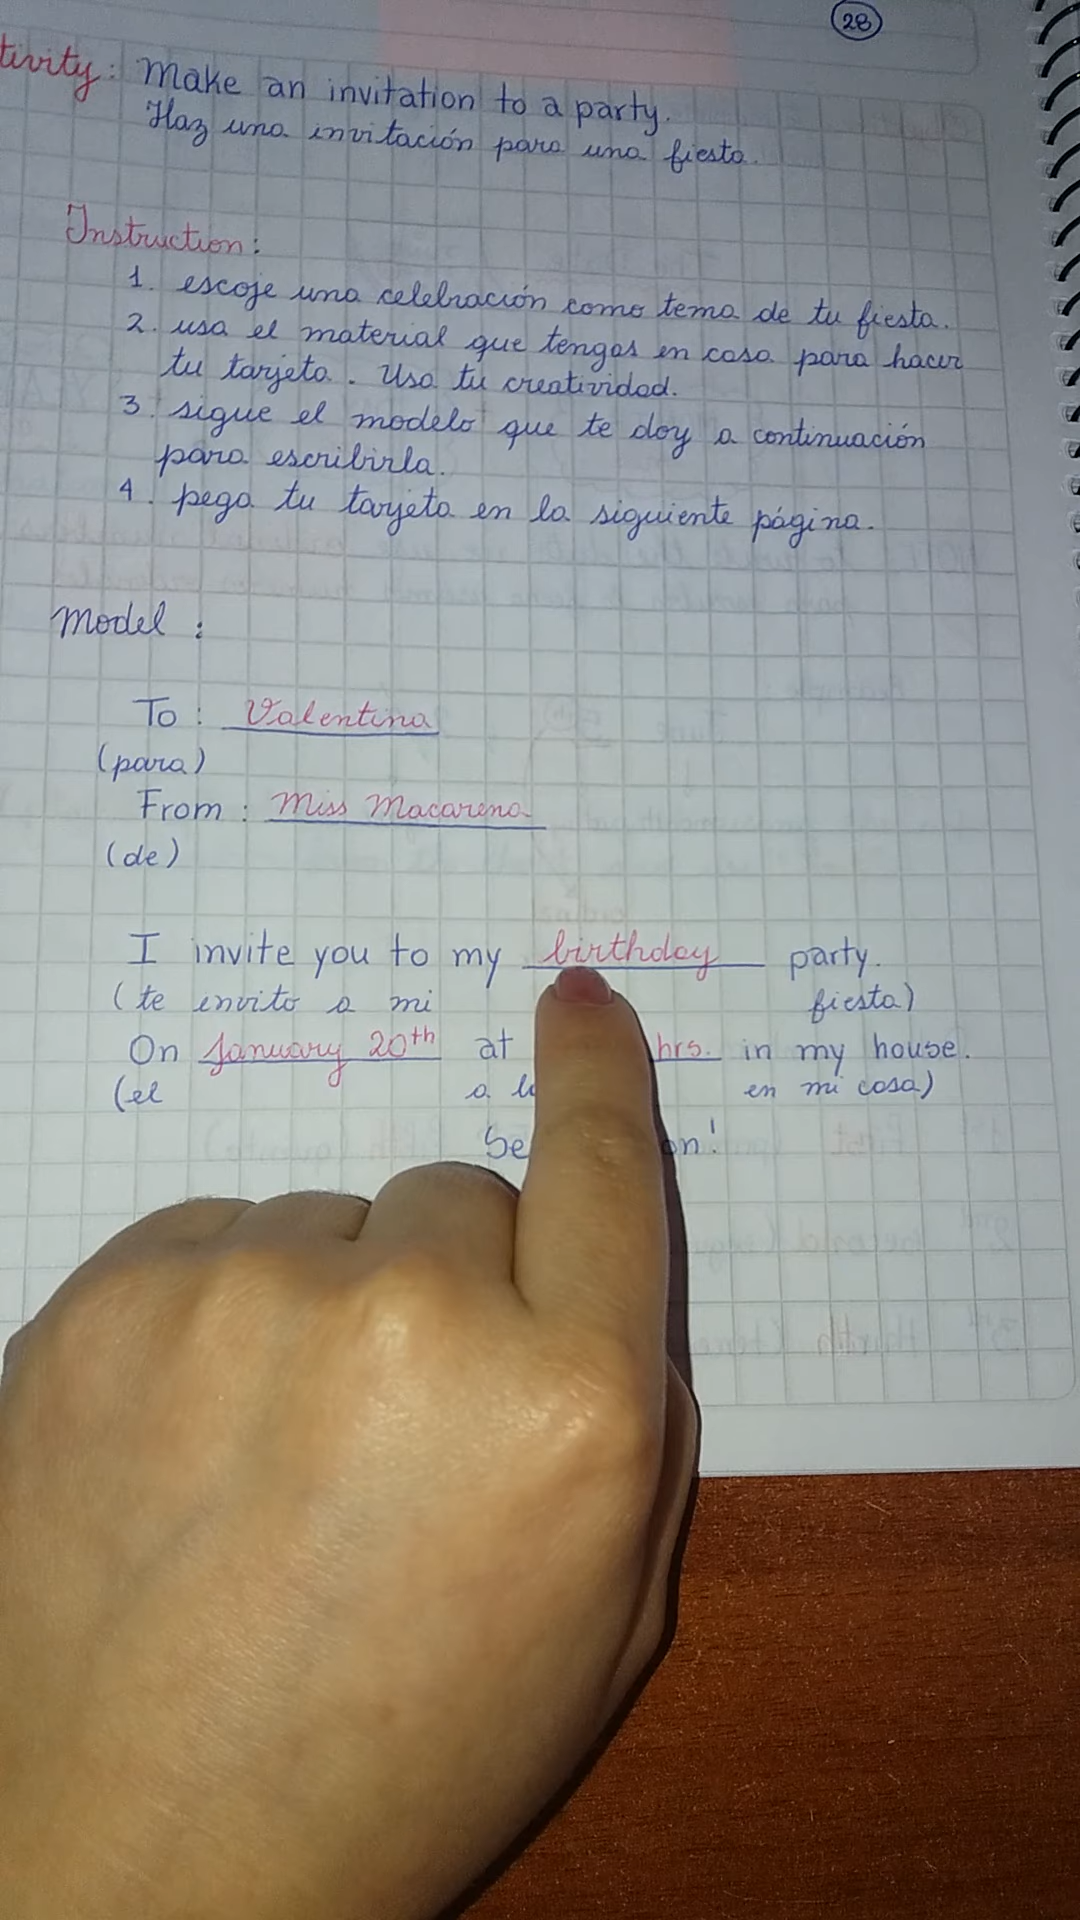 28
tivity: Make an invitation to a party.
Haz una invitación para una fiesta.
Instruction:
1. escoje una celebración como tema de tu fiesta.
2. usa el material que tengas en casa para hacer
tu tarjeta. Usa tu creatividad.
3. sigue el modelo que te doy a continuación
para escribirla.
4. pega tu tarjeta en la siguiente página.
Model:
To: Valentina
(para)
From: Miss Macarena
(de)
I invite you to my birthday party.
(te invito a mi fiesta)
On January 20th at hrs. in my house.
(el a en mi casa)